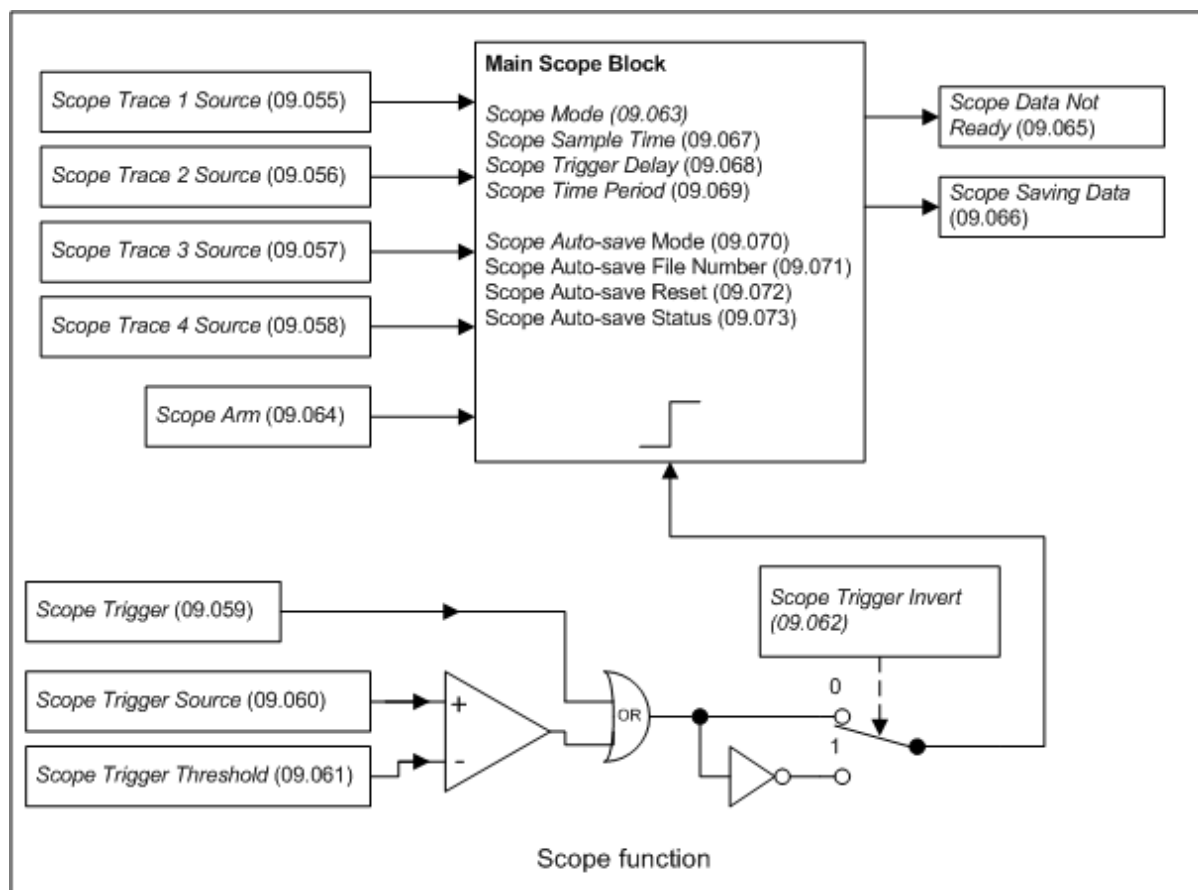 Main Scope Block
Scope Mode (09.063)
Scope Sample Time (09.067)
Scope Trigger Delay (09.068)
Scope Time Period (09.069)
Scope Auto-save Mode (09.070)
Scope Auto-save File Number (09.071)
Scope Auto-save Reset (09.072)
Scope Auto-save Status (09.073)
Scope Trace 1 Source (09.055)
Scope Trace 2 Source (09.056)
Scope Trace 3 Source (09.057)
Scope Trace 4 Source (09.058)
Scope Arm (09.064)
Scope Data Not
Ready (09.065)
Scope Saving Data
(09.066)
Scope Trigger (09.059)
Scope Trigger Source (09.060)
Scope Trigger Threshold (09.061)
+
-
OR
Scope Trigger Invert
(09.062)
0
1
Scope function